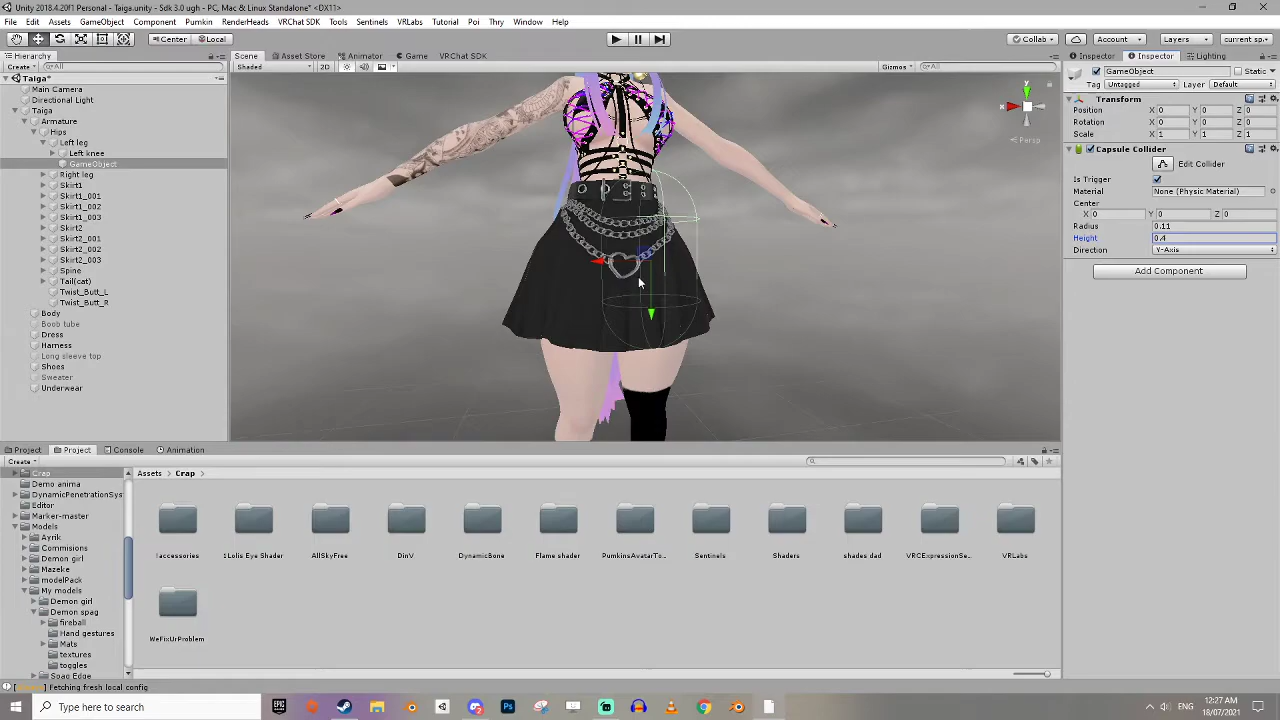 Unity 2018.4.20f1 Personal - Taiga.unity - Sdk 3.0 ugh - PC, Mac & Linux Standalone* <DX11>
File Edit Assets GameObject Pumkin Component RenderHeads VRChat SDK Tools Sentinels VRLabs Tutorial Poi Thry Window Help
Center Local Collab Account Layers current sp
Hierarchy
Create All
Taiga*
Main Camera
Directional Light
Taiga
Armature
Hips
Left leg
Left knee
GameObject
Right leg
Skirt1
Skirt1_001
Skirt1_002
Skirt1_003
Skirt2
Skirt2_001
Skirt2_002
Skirt2_003
Spine
Tail(cat)
Twist_Butt_L
Twist_Butt_R
Body
Boob tube
Dress
Harness
Long sleeve top
Shoes
Sweater
Underwear
Scene Asset Store Animator Game VRChat SDK
Shaded 2D Gizmos All
y
x
Persp
Inspector Inspector Lighting
GameObject Static
Tag Untagged Layer Default
Transform
Position X 0 Y 0 Z 0
Rotation X 0 Y 0 Z 0
Scale X 1 Y 1 Z 1
Capsule Collider
Edit Collider
Is Trigger
Material None (Physic Material)
Center
X 0 Y 0 Z 0
Radius 0.11
Height 0.4
Direction Y-Axis
Add Component
Project Project Console Animation
Create
Crap
Demo anima
DynamicPenetrationSys
Editor
Marker-master
Models
Ayrik
Commisions
Demon girl
Mazeke
modelPack
My models
Demon girl
Demon spag
fireball
Hand gestures
Mats
textures
toggles
Spag Edge
Assets > Crap >
!accessories 1Lolis Eye Shader AllSkyFree DinV DynamicBone Flame shader PumkinsAvatarTo... Sentinels Shaders shades dad VRCExpressionSe... VRLabs
WeFixUrProblem
Fetching fresh local config
Type here to search
ENG
12:27 AM
18/07/2021